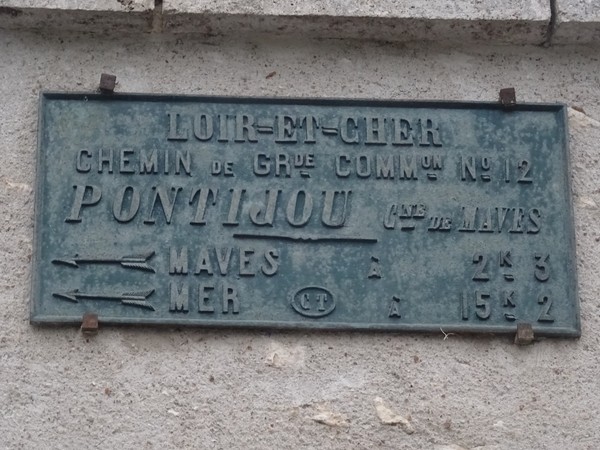 LOIR-ET-CHER
CHEMIN DE GRDE COMMON No 12
PONTIJOU CNE DE MAVES
MAVES À 2K 3
MER CT À 15K 2